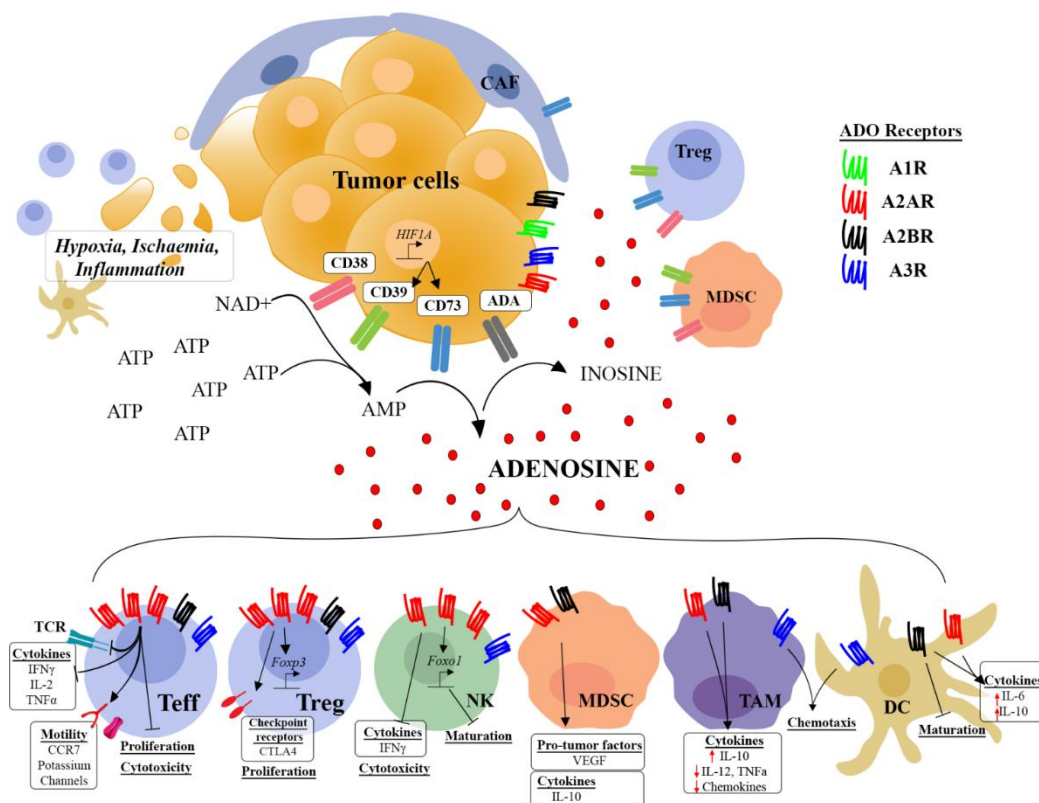 CAF
Treg
ADO Receptors
A1R
A2AR
A2BR
A3R
Tumor cells
Hypoxia, Ischaemia,
Inflammation
HIF1A
CD38
CD39
CD73
ADA
MDSC
NAD+
ATP
ATP
ATP
ATP
ATP
ATP
AMP
INOSINE
ADENOSINE
TCR
Cytokines
IFNγ
IL-2
TNFα
Teff
Motility
CCR7
Potassium
Channels
Proliferation
Cytotoxicity
Foxp3
Treg
Checkpoint
receptors
CTLA4
Proliferation
Foxo1
NK
Cytokines
IFNγ
Cytotoxicity
Maturation
MDSC
Pro-tumor factors
VEGF
Cytokines
IL-10
TAM
Cytokines
IL-10
IL-12, TNFa
Chemokines
Chemotaxis
DC
Maturation
Cytokines
IL-6
IL-10